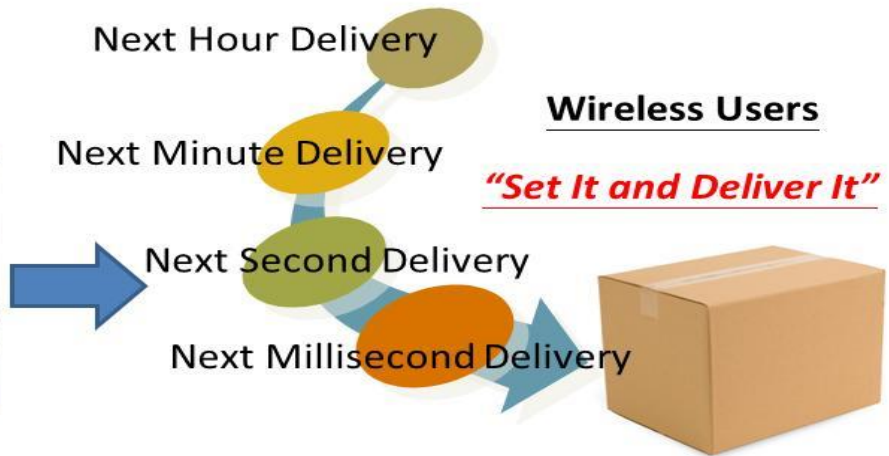 Next Hour Delivery
Next Minute Delivery
Next Second Delivery
Next Millisecond Delivery
Wireless Users
“Set It and Deliver It”